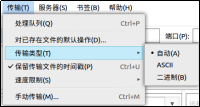 传输(T) 服务器(S) 书签(B) 帮助(H)
处理队列(Q) Ctrl+P
端口(P):
对已存在文件的默认操作(D)...
传输类型(T)
自动(A)
保留传输文件的时间戳(P) Ctrl+U
ASCII
速度限制(S)
二进制(B)
手动传输(M)... Ctrl+M